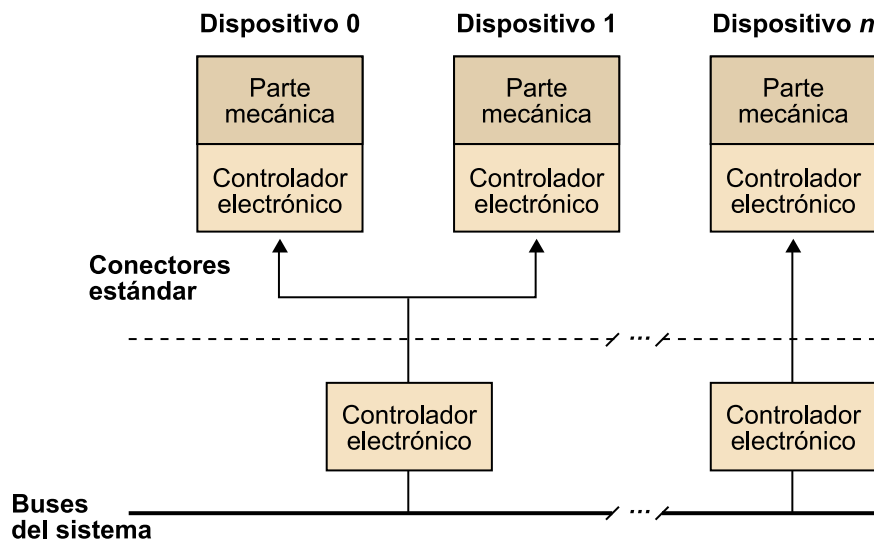 Dispositivo 0
Dispositivo 1
Dispositivo n
Parte
mecánica
Controlador
electrónico
Parte
mecánica
Controlador
electrónico
Parte
mecánica
Controlador
electrónico
Conectores
estándar
...
Controlador
electrónico
Controlador
electrónico
Buses
del sistema
...